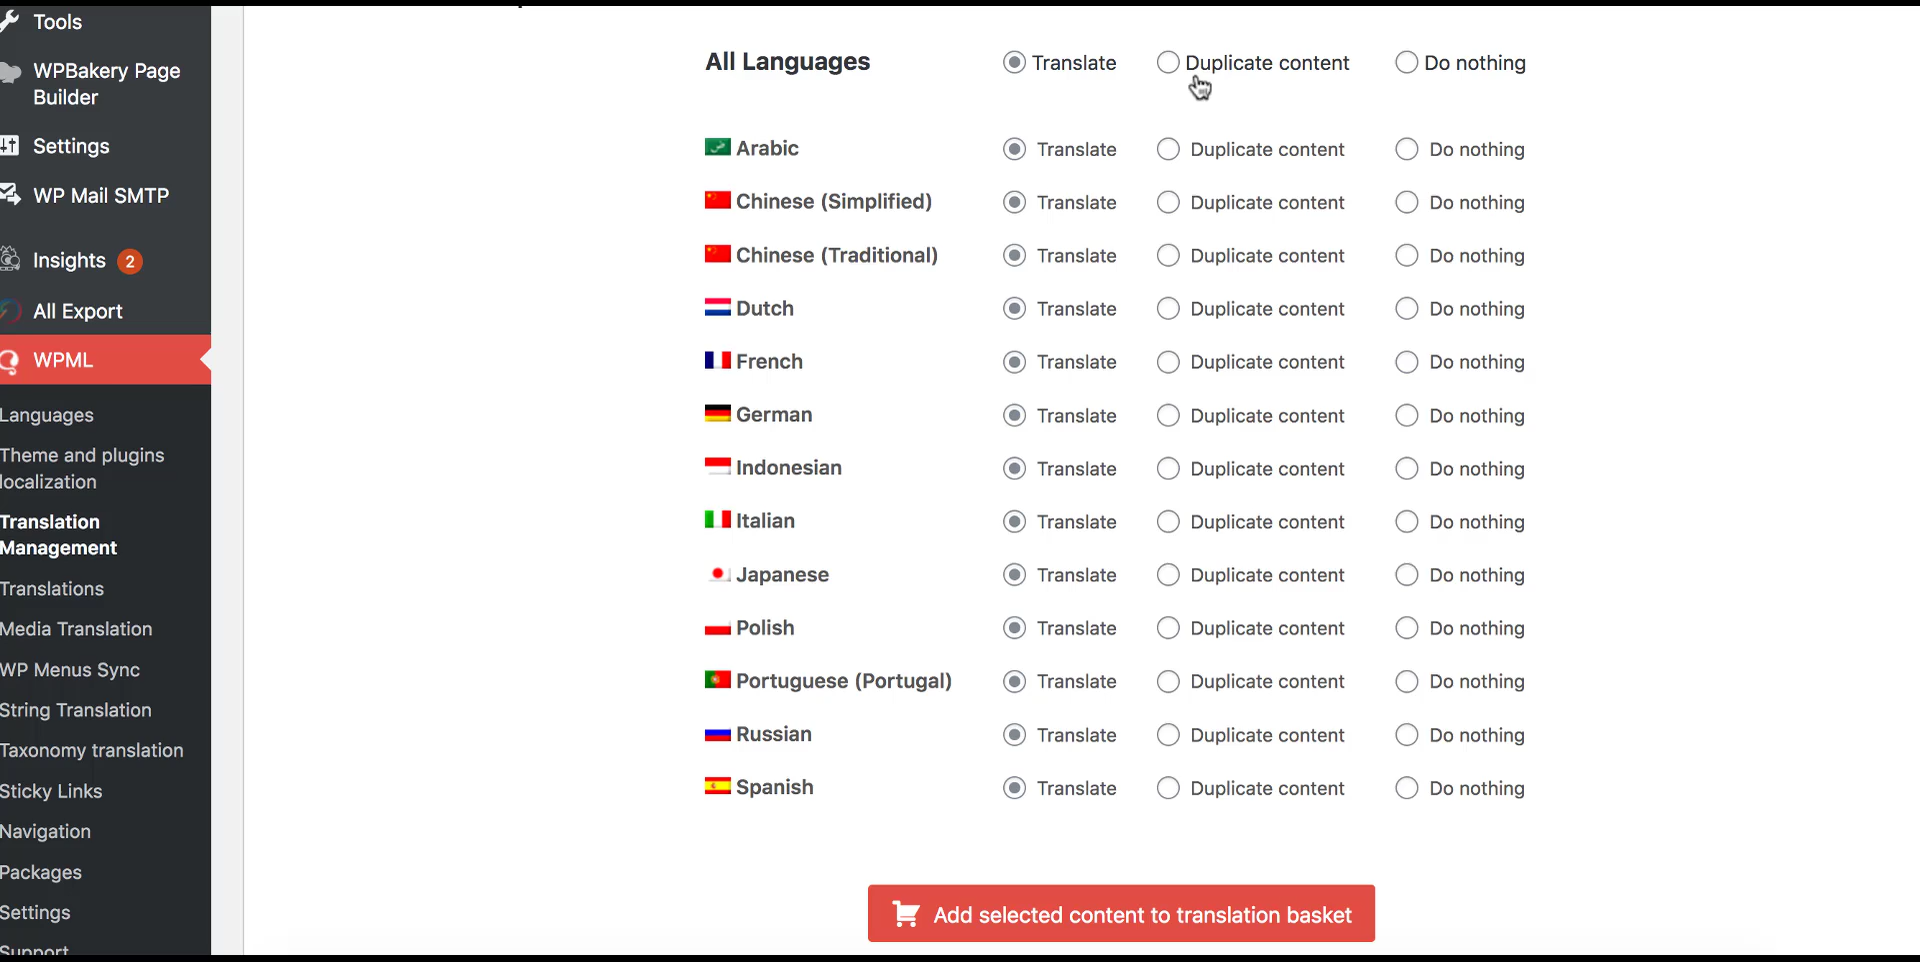 Tools
WPBakery Page
Builder
Settings
WP Mail SMTP
Insights 2
All Export
WPML
Languages
Theme and plugins
localization
Translation
Management
Translations
Media Translation
WP Menus Sync
String Translation
Taxonomy translation
Sticky Links
Navigation
Packages
Settings
Support
All Languages Translate Duplicate content Do nothing
Arabic Translate Duplicate content Do nothing
Chinese (Simplified) Translate Duplicate content Do nothing
Chinese (Traditional) Translate Duplicate content Do nothing
Dutch Translate Duplicate content Do nothing
French Translate Duplicate content Do nothing
German Translate Duplicate content Do nothing
Indonesian Translate Duplicate content Do nothing
Italian Translate Duplicate content Do nothing
Japanese Translate Duplicate content Do nothing
Polish Translate Duplicate content Do nothing
Portuguese (Portugal) Translate Duplicate content Do nothing
Russian Translate Duplicate content Do nothing
Spanish Translate Duplicate content Do nothing
Add selected content to translation basket